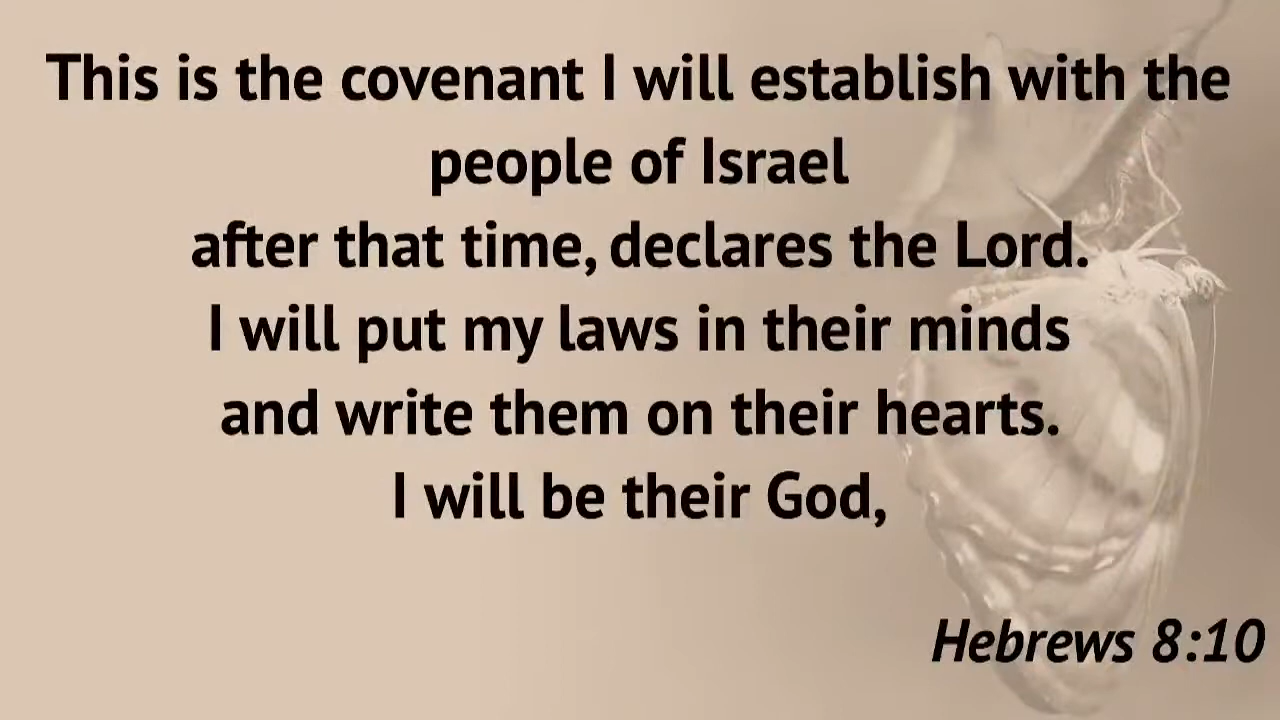 This is the covenant I will establish with the
people of Israel
after that time, declares the Lord.
I will put my laws in their minds
and write them on their hearts.
I will be their God,
Hebrews 8:10